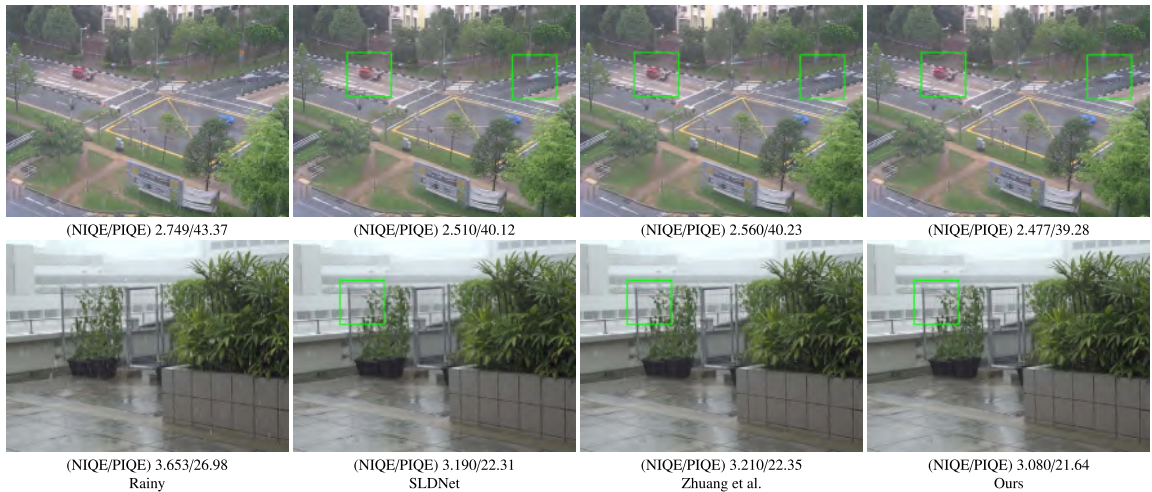 (NIQE/PIQE) 2.749/43.37 (NIQE/PIQE) 2.510/40.12 (NIQE/PIQE) 2.560/40.23 (NIQE/PIQE) 2.477/39.28
(NIQE/PIQE) 3.653/26.98 (NIQE/PIQE) 3.190/22.31 (NIQE/PIQE) 3.210/22.35 (NIQE/PIQE) 3.080/21.64
Rainy SLDNet Zhuang et al. Ours